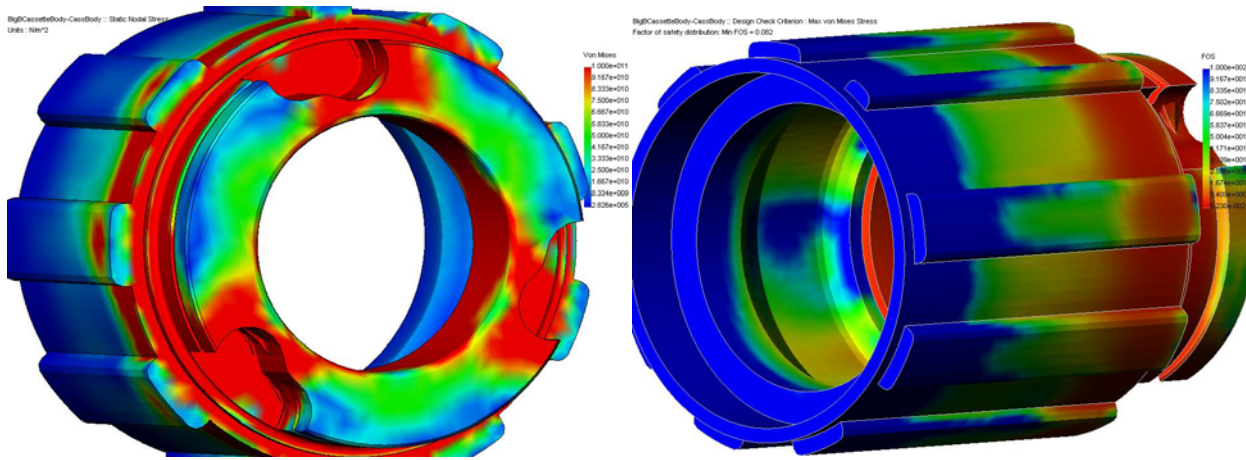 BigBCassetteBody-CassBody :: Static Nodal Stress
Units : N/m^2
Von Mises
1.000e+011
9.167e+010
8.333e+010
7.500e+010
6.667e+010
5.833e+010
5.000e+010
4.167e+010
3.333e+010
2.500e+010
1.667e+010
8.334e+009
2.826e+005
BigBCassetteBody-CassBody :: Design Check Criterion : Max von Mises Stress
Factor of safety distribution: Min FOS = 0.082
FOS
1.000e+002
9.167e+001
8.335e+001
7.502e+001
6.669e+001
5.837e+001
5.004e+001